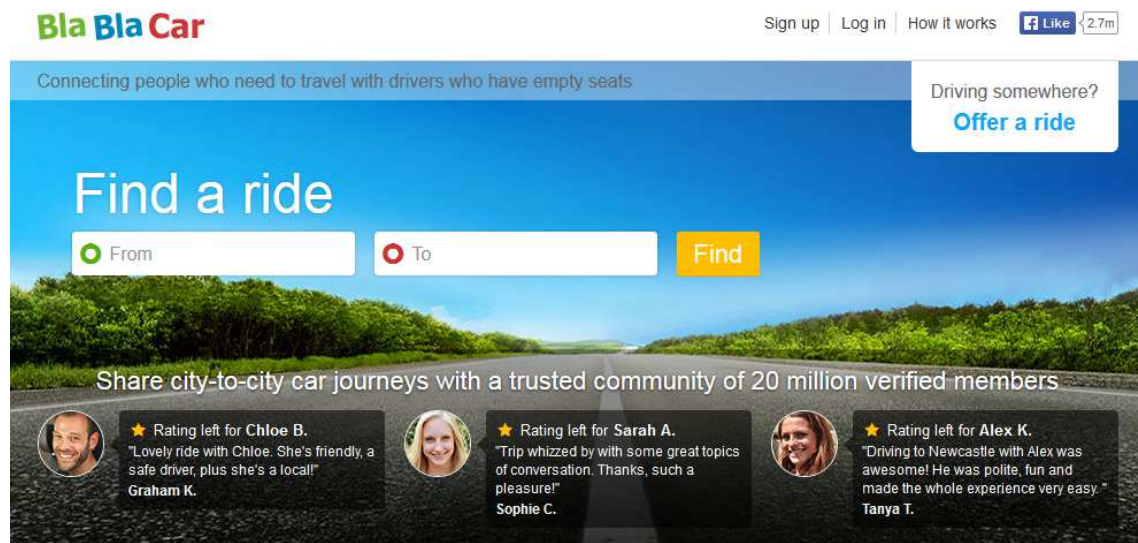 Bla Bla Car
Sign up
Log in
How it works
Like
2.7m
Connecting people who need to travel with drivers who have empty seats
Driving somewhere?
Offer a ride
Find a ride
From
To
Find
Share city-to-city car journeys with a trusted community of 20 million verified members
Rating left for Chloe B.
"Lovely ride with Chloe. She's friendly, a
safe driver, plus she's a local!"
Graham K.
Rating left for Sarah A.
"Trip whizzed by with some great topics
of conversation. Thanks, such a
pleasure!"
Sophie C.
Rating left for Alex K.
"Driving to Newcastle with Alex was
awesome! He was polite, fun and
made the whole experience very easy. "
Tanya T.